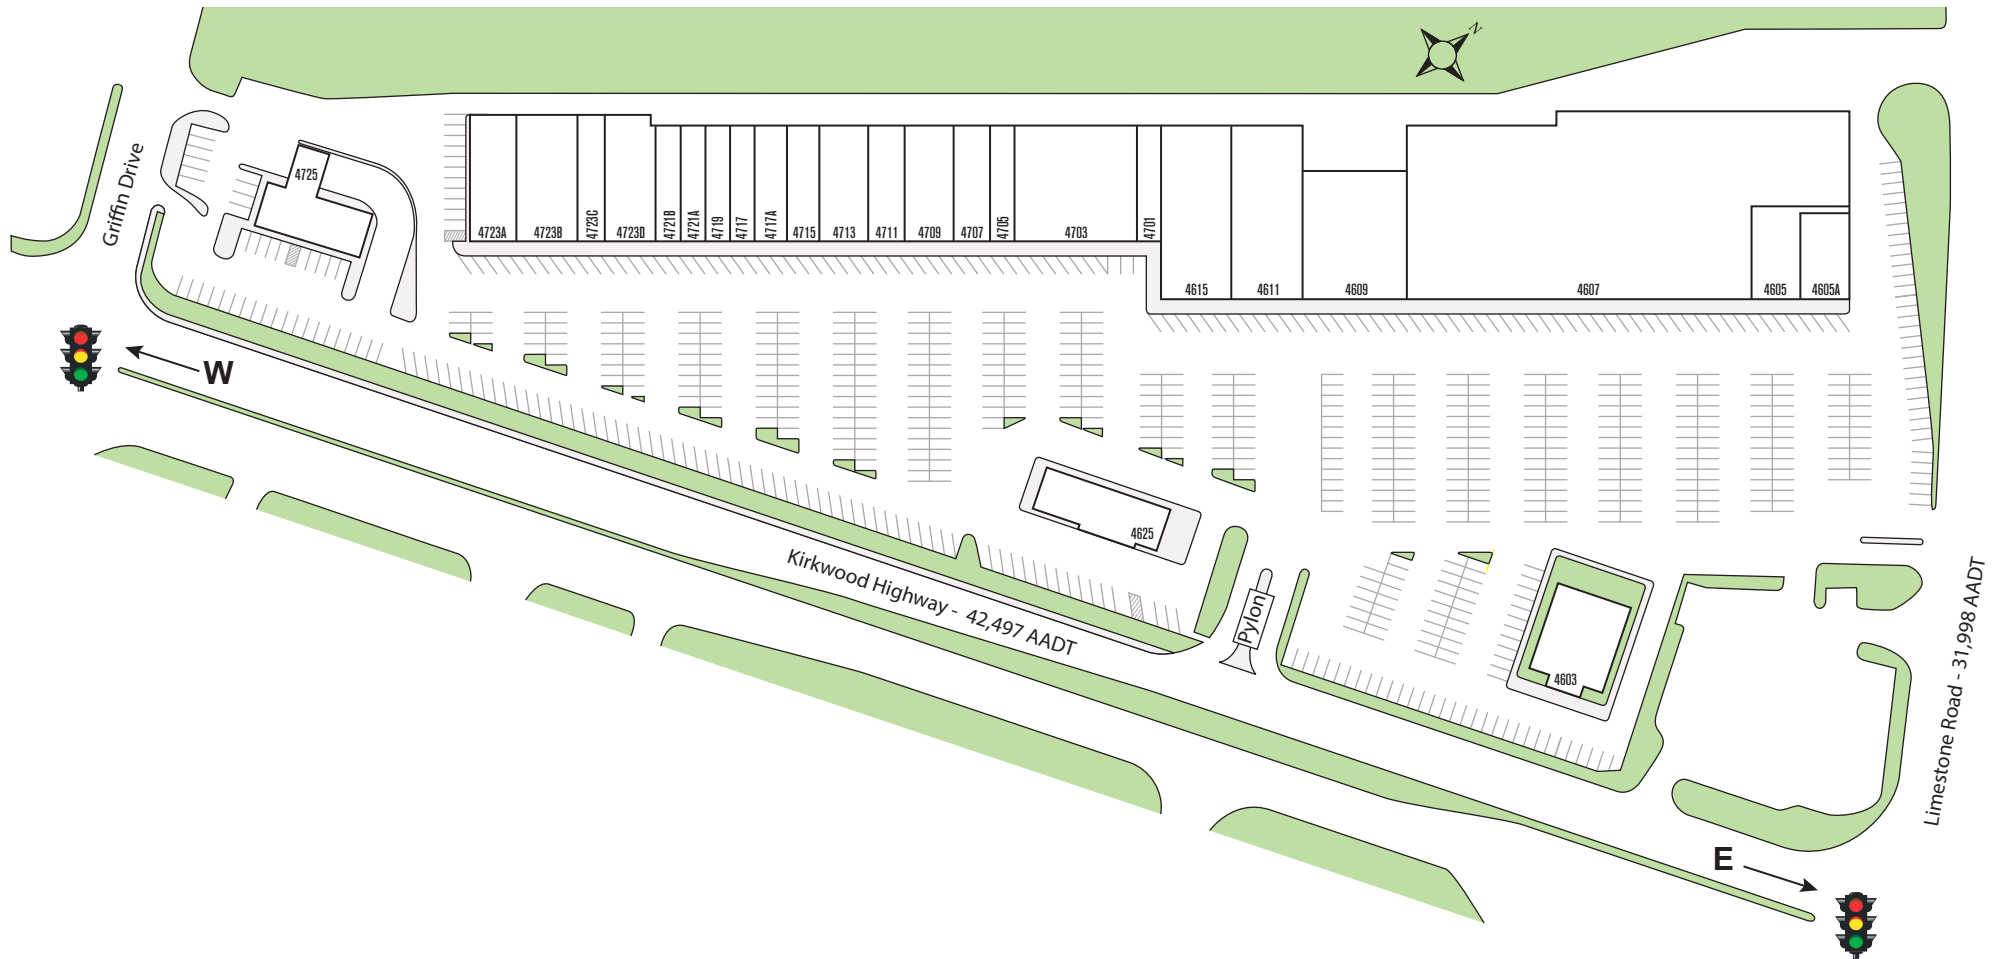 N
Griffin Drive
4725
4723A
4723B
4723C
4723D
4721B
4721A
4719
4717
4717A
4715
4713
4711
4709
4707
4705
4703
4701
4615
4611
4609
4607
4605
4605A
W
4625
Kirkwood Highway - 42,497 AADT
Pylon
4603
Limestone Road - 31,998 AADT
E